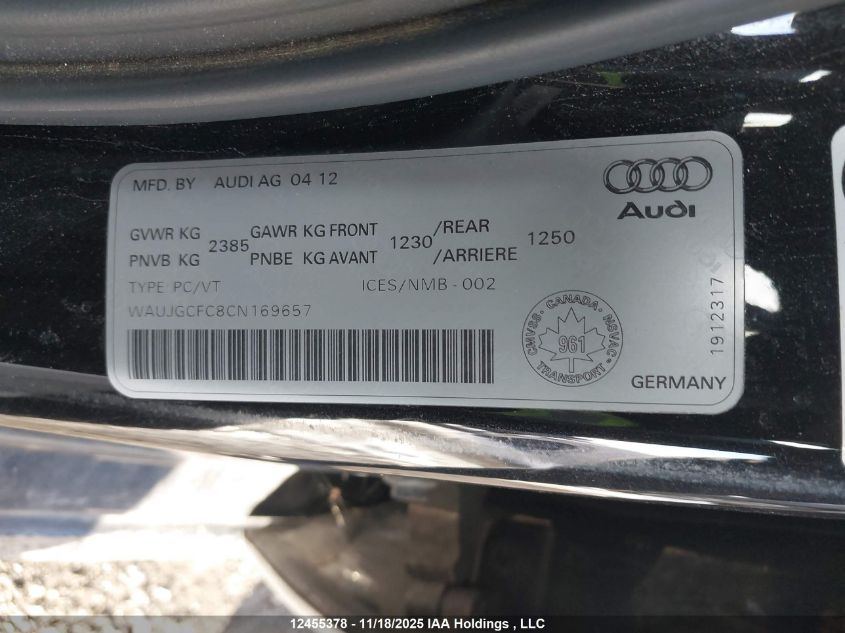 MFD. BY AUDI AG 04 12
Audi
GVWR KG 2385 GAWR KG FRONT 1230 /REAR 1250
PNVB KG PNBE KG AVANT /ARRIERE
TYPE PC/VT ICES/NMB - 002
WAUJGCFC8CN169657
CMVSS - CANADA - NSVAC - TRANSPORT
961
1912317
GERMANY
12455378 - 11/18/2025 IAA Holdings , LLC